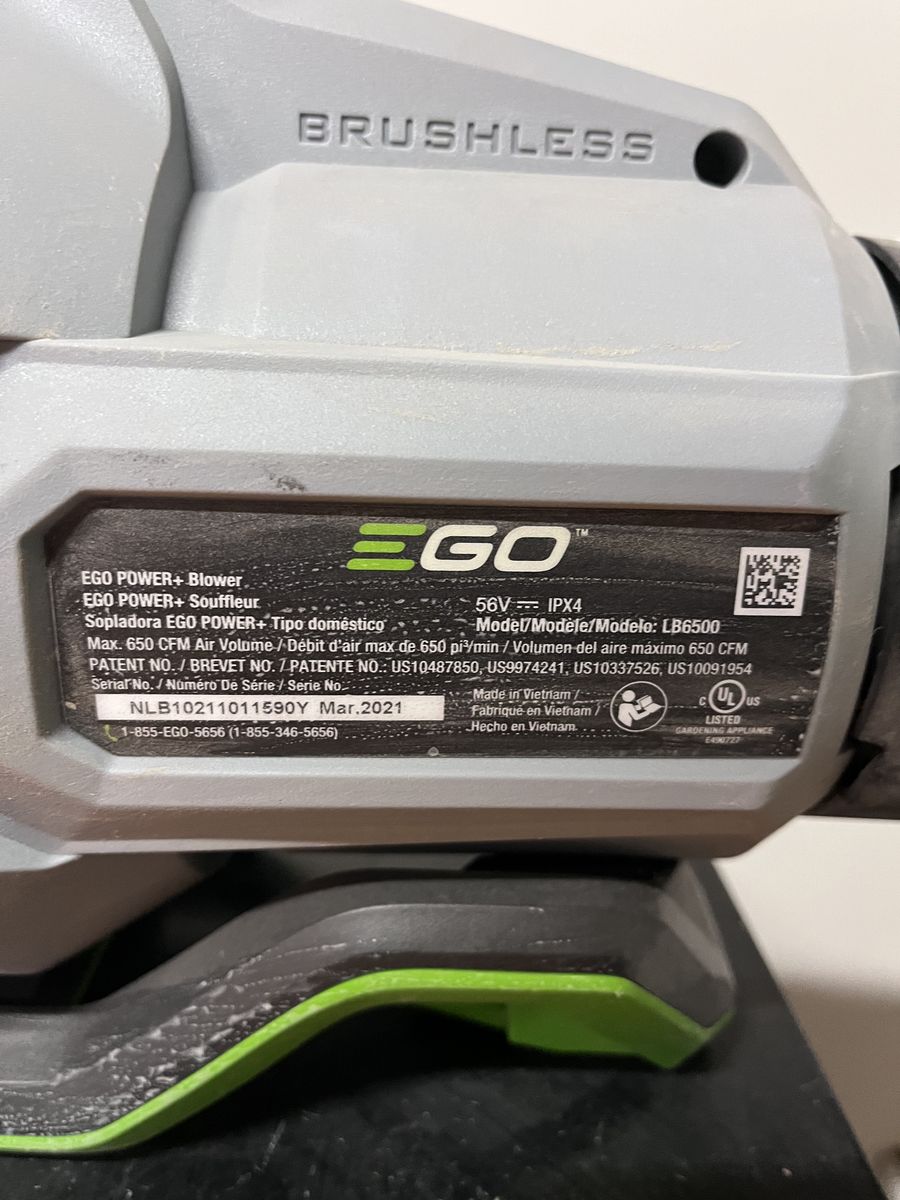 BRUSHLESS
EGO™
EGO POWER+ Blower
EGO POWER+ Souffleur
Sopladora EGO POWER+ Tipo doméstico
56V ⎓ IPX4
Model/Modèle/Modelo: LB6500
Max. 650 CFM Air Volume / Débit d'air max de 650 pi³/min / Volumen del aire máximo 650 CFM
PATENT NO. / BREVET NO. / PATENTE NO.: US10487850, US9974241, US10337526, US10091954
Serial No. / Numéro De Série / Serie No.
NLB10211011590Y Mar.2021
1-855-EGO-5656 (1-855-346-5656)
Made in Vietnam /
Fabriqué en Vietnam /
Hecho en Vietnam
C UL US
LISTED
GARDENING APPLIANCE
E490727